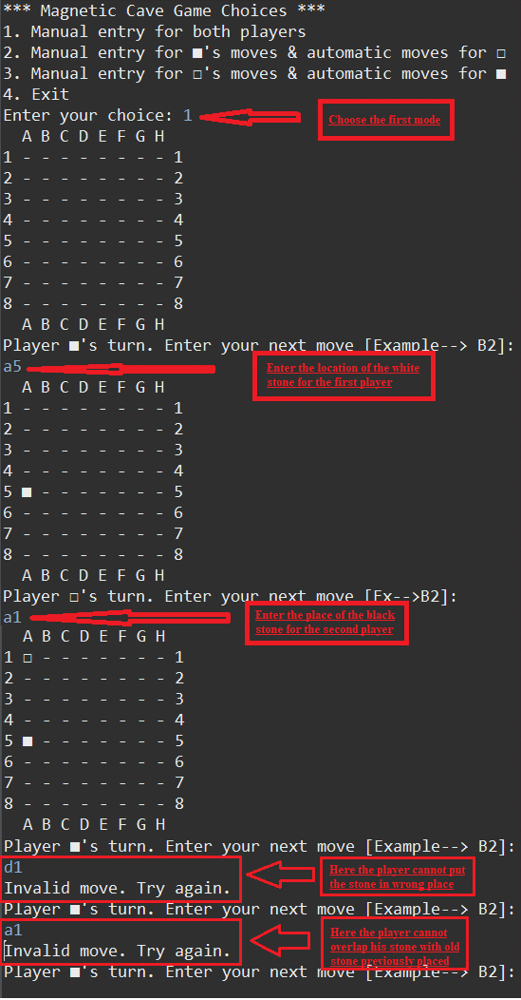 *** Magnetic Cave Game Choices ***
1. Manual entry for both players
2. Manual entry for ■'s moves & automatic moves for □
3. Manual entry for □'s moves & automatic moves for ■
4. Exit
Enter your choice: 1
Choose the first mode
A B C D E F G H
1 - - - - - - - - 1
2 - - - - - - - - 2
3 - - - - - - - - 3
4 - - - - - - - - 4
5 - - - - - - - - 5
6 - - - - - - - - 6
7 - - - - - - - - 7
8 - - - - - - - - 8
A B C D E F G H
Player ■'s turn. Enter your next move [Example--> B2]:
a5
Enter the location of the white
stone for the first player
A B C D E F G H
1 - - - - - - - - 1
2 - - - - - - - - 2
3 - - - - - - - - 3
4 - - - - - - - - 4
5 ■ - - - - - - - 5
6 - - - - - - - - 6
7 - - - - - - - - 7
8 - - - - - - - - 8
A B C D E F G H
Player □'s turn. Enter your next move [Ex-->B2]:
a1
Enter the place of the black
stone for the second player
A B C D E F G H
1 □ - - - - - - - 1
2 - - - - - - - - 2
3 - - - - - - - - 3
4 - - - - - - - - 4
5 ■ - - - - - - - 5
6 - - - - - - - - 6
7 - - - - - - - - 7
8 - - - - - - - - 8
A B C D E F G H
Player ■'s turn. Enter your next move [Example--> B2]:
d1
Invalid move. Try again.
Here the player cannot put
the stone in wrong place
Player ■'s turn. Enter your next move [Example--> B2]:
a1
Invalid move. Try again.
Here the player cannot
overlap his stone with old
stone previously placed
Player ■'s turn. Enter your next move [Example--> B2]: